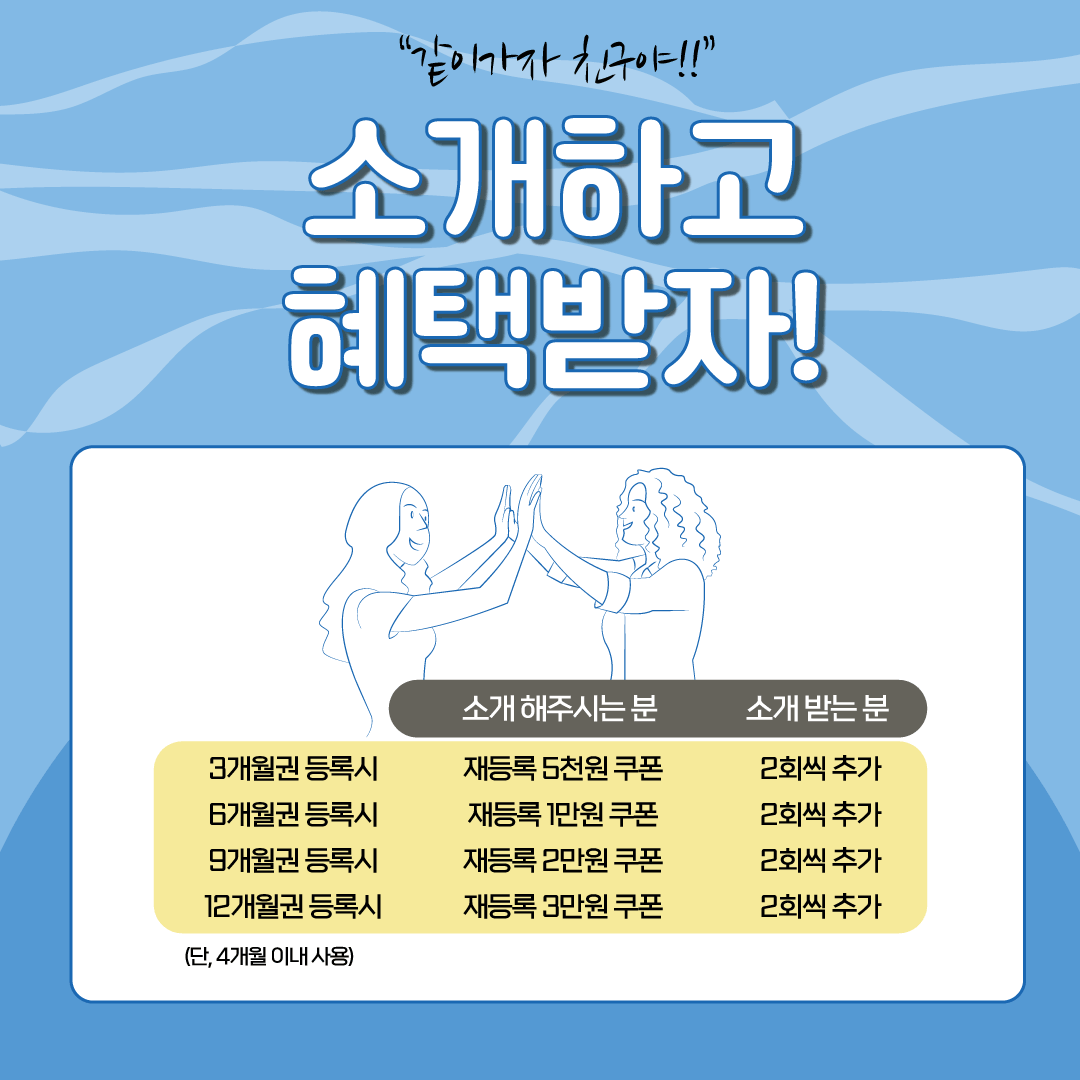 “같이가자 친구야!!”
소개하고
혜택받자!
소개 해주시는 분 소개 받는 분
3개월권 등록시 재등록 5천원 쿠폰 2회씩 추가
6개월권 등록시 재등록 1만원 쿠폰 2회씩 추가
9개월권 등록시 재등록 2만원 쿠폰 2회씩 추가
12개월권 등록시 재등록 3만원 쿠폰 2회씩 추가
(단, 4개월 이내 사용)